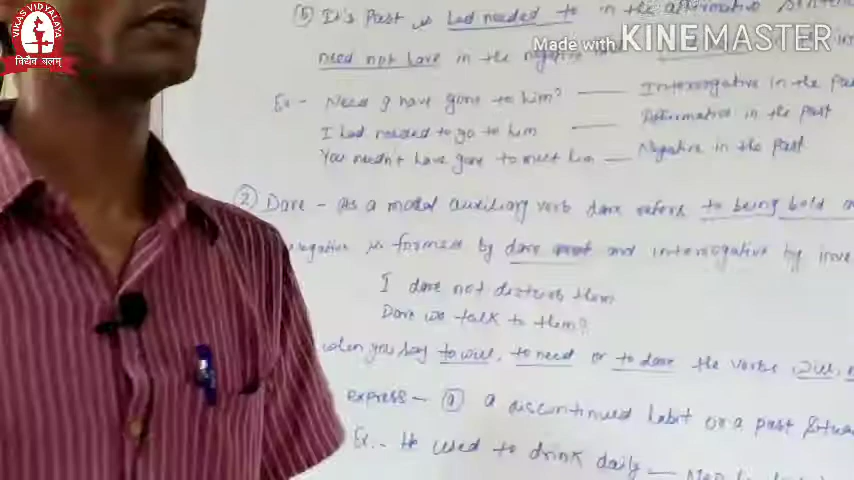 VIKAS VIDYALAYA
विद्यैव बलम्
Made with KINEMASTER
⑤ It's Past is had needed to in the affirmative
need not have in the negative
Ex - Need I have gone to him? — Interrogative in the
I had needed to go to him — Affirmative in the past
You needn't have gone to meet him — Negative in the past
② Dare - As a modal auxiliary verb dare refers to being bold
negative is formed by dare not and interrogative by
I dare not disturb them
Dare we talk to them?
when you say to will, to need or to dare the verbs
express - ⓐ a discontinued habit or a past
Ex. - He used to drink daily —